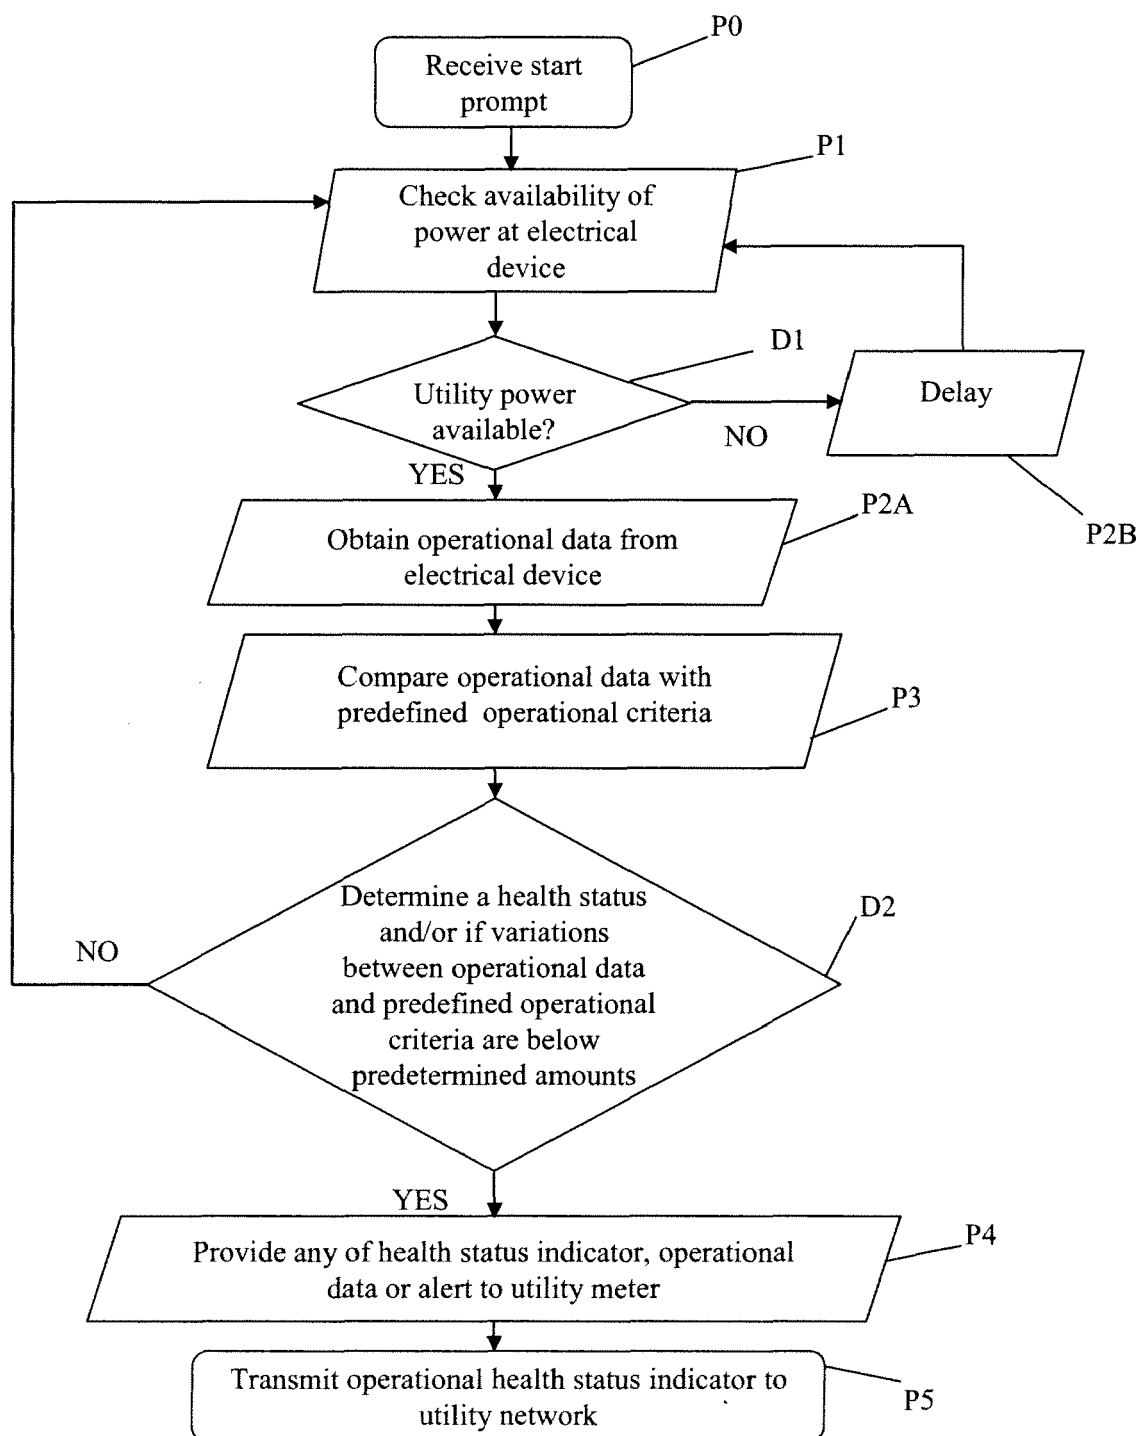 P0
Receive start
prompt
P1
Check availability of
power at electrical
device
D1
Utility power
available?
NO
Delay
P2B
YES
P2A
Obtain operational data from
electrical device
Compare operational data with
predefined operational criteria
P3
Determine a health status
and/or if variations
between operational data
and predefined operational
criteria are below
predetermined amounts
D2
NO
YES
P4
Provide any of health status indicator, operational
data or alert to utility meter
Transmit operational health status indicator to
utility network
P5